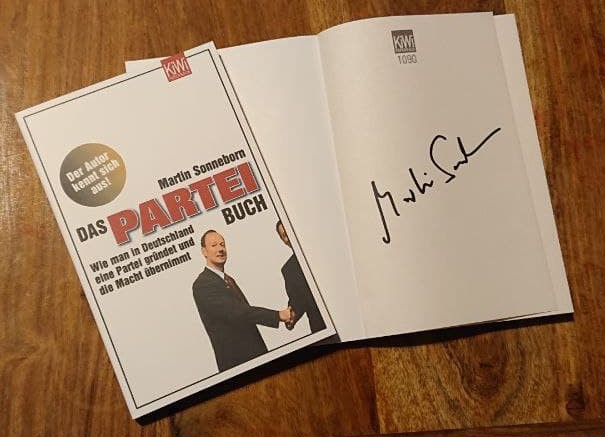 KiWi
Der Autor
kennt sich
aus!
Martin Sonneborn
DAS PARTEI
BUCH
Wie man in Deutschland
eine Partei gründet und
die Macht übernimmt
KiWi
1090